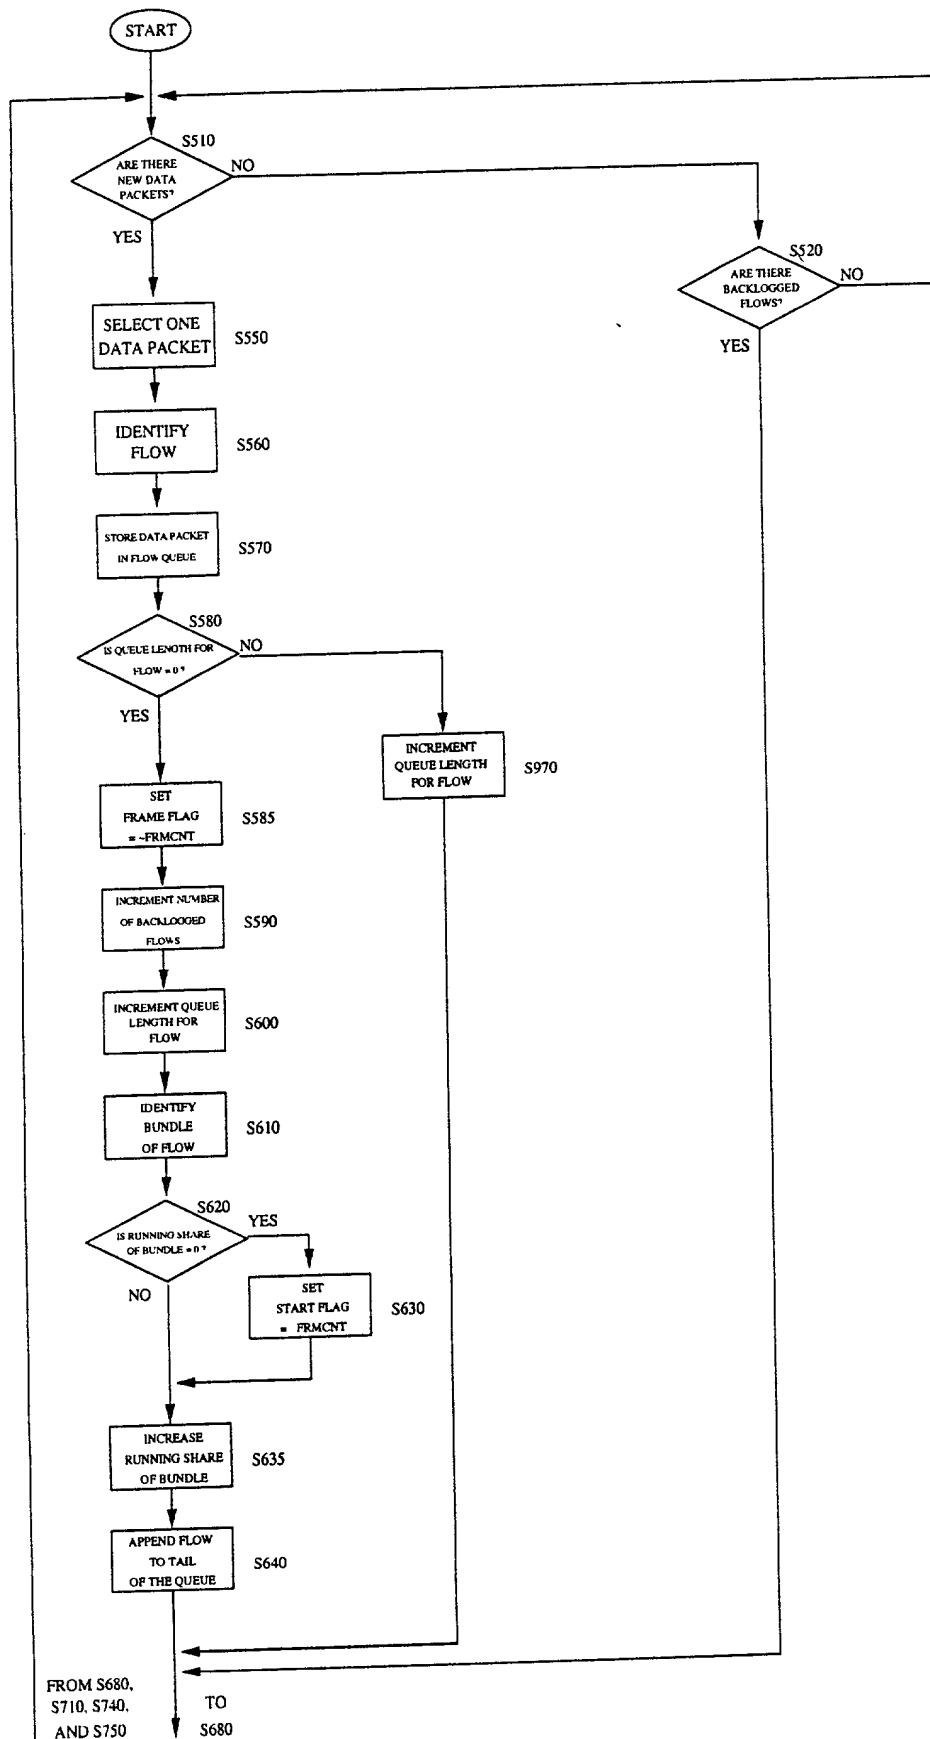 START
S510
ARE THERE
NEW DATA
PACKETS?
NO
YES
S520
ARE THERE
BACKLOGGED
FLOWS?
NO
YES
SELECT ONE
DATA PACKET
S550
IDENTIFY
FLOW
S560
STORE DATA PACKET
IN FLOW QUEUE
S570
S580
IS QUEUE LENGTH FOR
FLOW = 0 ?
NO
YES
INCREMENT
QUEUE LENGTH
FOR FLOW
S970
SET
FRAME FLAG
= ~FRMCNT
S585
INCREMENT NUMBER
OF BACKLOGGED
FLOWS
S590
INCREMENT QUEUE
LENGTH FOR
FLOW
S600
IDENTIFY
BUNDLE
OF FLOW
S610
S620
IS RUNNING SHARE
OF BUNDLE = 0 ?
YES
NO
SET
START FLAG
= FRMCNT
S630
INCREASE
RUNNING SHARE
OF BUNDLE
S635
APPEND FLOW
TO TAIL
OF THE QUEUE
S640
FROM S680,
S710, S740,
AND S750
TO
S680